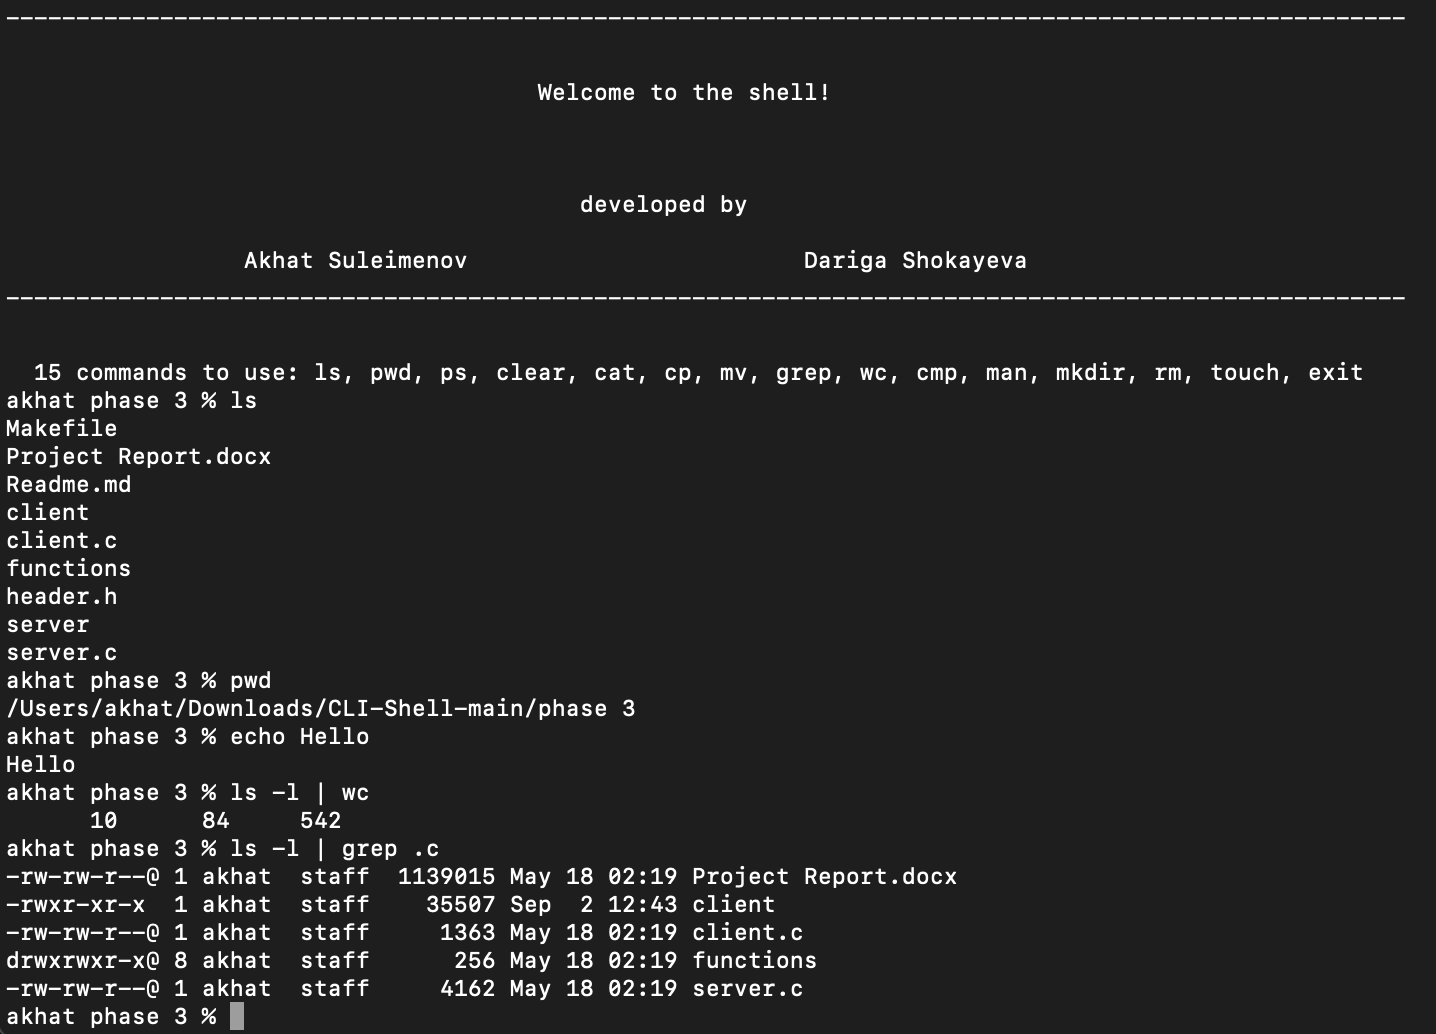 Welcome to the shell!
developed by
Akhat Suleimenov Dariga Shokayeva
15 commands to use: ls, pwd, ps, clear, cat, cp, mv, grep, wc, cmp, man, mkdir, rm, touch, exit
akhat phase 3 % ls
Makefile
Project Report.docx
Readme.md
client
client.c
functions
header.h
server
server.c
akhat phase 3 % pwd
/Users/akhat/Downloads/CLI-Shell-main/phase 3
akhat phase 3 % echo Hello
Hello
akhat phase 3 % ls -l | wc
10 84 542
akhat phase 3 % ls -l | grep .c
-rw-rw-r--@ 1 akhat staff 1139015 May 18 02:19 Project Report.docx
-rwxr-xr-x 1 akhat staff 35507 Sep 2 12:43 client
-rw-rw-r--@ 1 akhat staff 1363 May 18 02:19 client.c
drwxrwxr-x@ 8 akhat staff 256 May 18 02:19 functions
-rw-rw-r--@ 1 akhat staff 4162 May 18 02:19 server.c
akhat phase 3 %